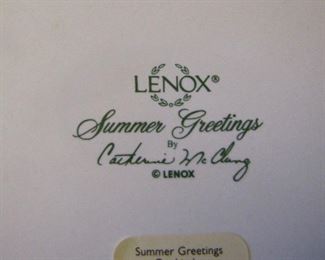 LENOX®
Summer Greetings
By
Catherine McClung
© LENOX
Summer Greetings